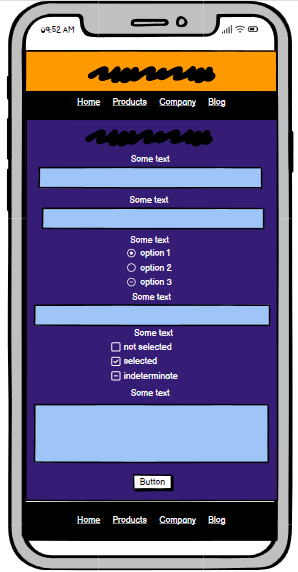 09:52 AM
Home Products Company Blog
Some text
Some text
Some text
option 1
option 2
option 3
Some text
Some text
not selected
selected
indeterminate
Some text
Button
Home Products Company Blog